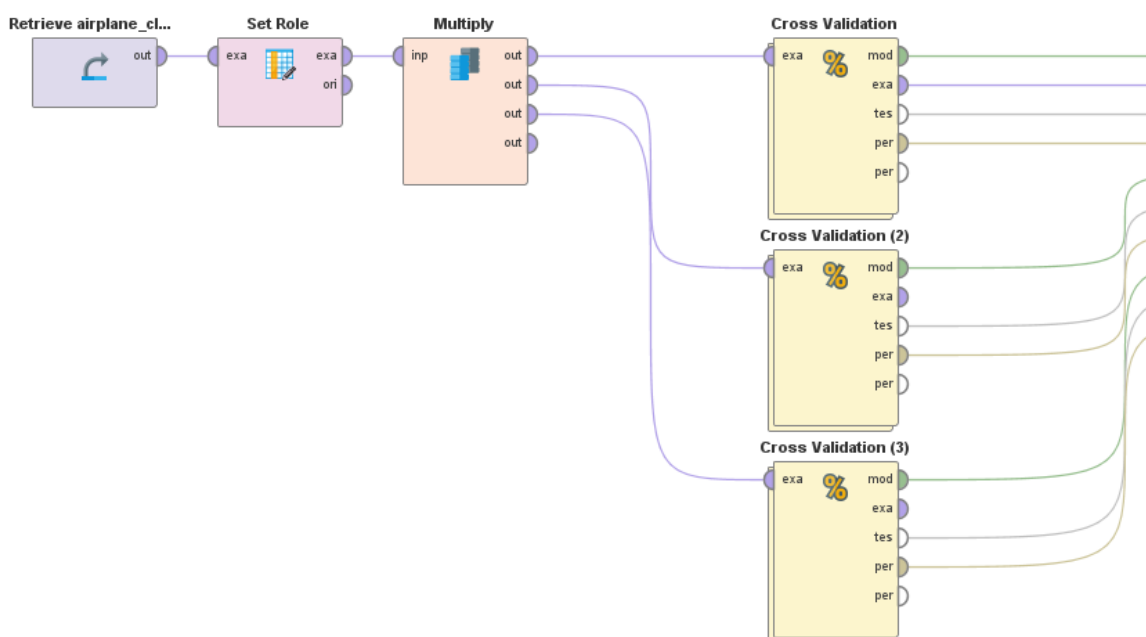 Retrieve airplane_cl...
Set Role
Multiply
Cross Validation
out
exa
exa
ori
inp
out
out
out
out
exa
mod
exa
tes
per
per
Cross Validation (2)
exa
mod
exa
tes
per
per
Cross Validation (3)
exa
mod
exa
tes
per
per